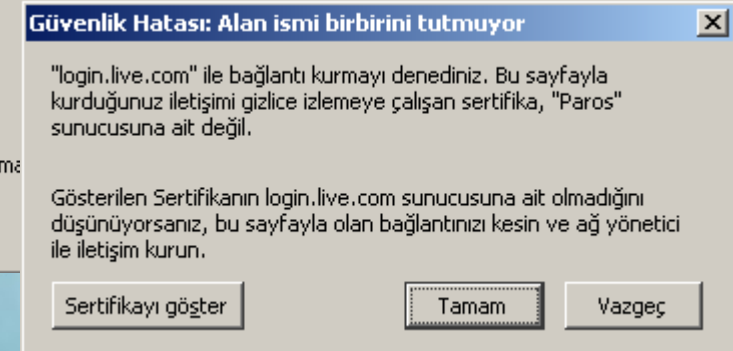 Güvenlik Hatası: Alan ismi birbirini tutmuyor
"login.live.com" ile bağlantı kurmayı denediniz. Bu sayfayla
kurduğunuz iletişimi gizlice izlemeye çalışan sertifika, "Paros"
sunucusuna ait değil.
Gösterilen Sertifikanın login.live.com sunucusuna ait olmadığını
düşünüyorsanız, bu sayfayla olan bağlantınızı kesin ve ağ yönetici
ile iletişim kurun.
Sertifikayı göster Tamam Vazgeç